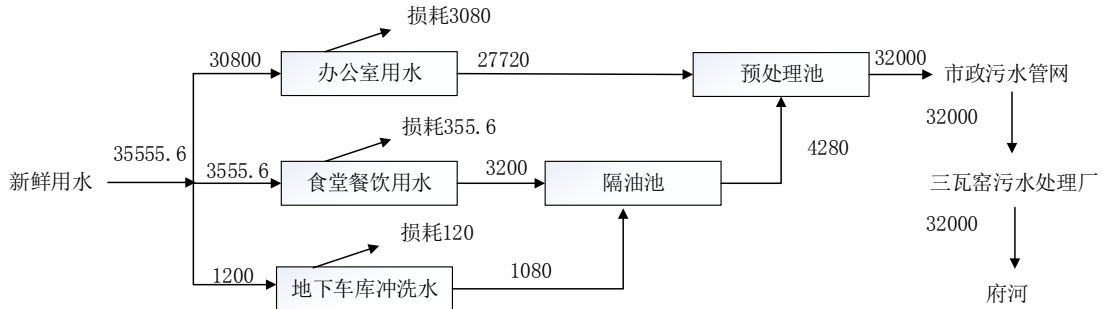 损耗3080
30800
办公室用水
27720
预处理池
32000
市政污水管网
32000
损耗355.6
35555.6
新鲜用水
3555.6
食堂餐饮用水
3200
隔油池
4280
三瓦窑污水处理厂
32000
损耗120
1200
地下车库冲洗水
1080
府河